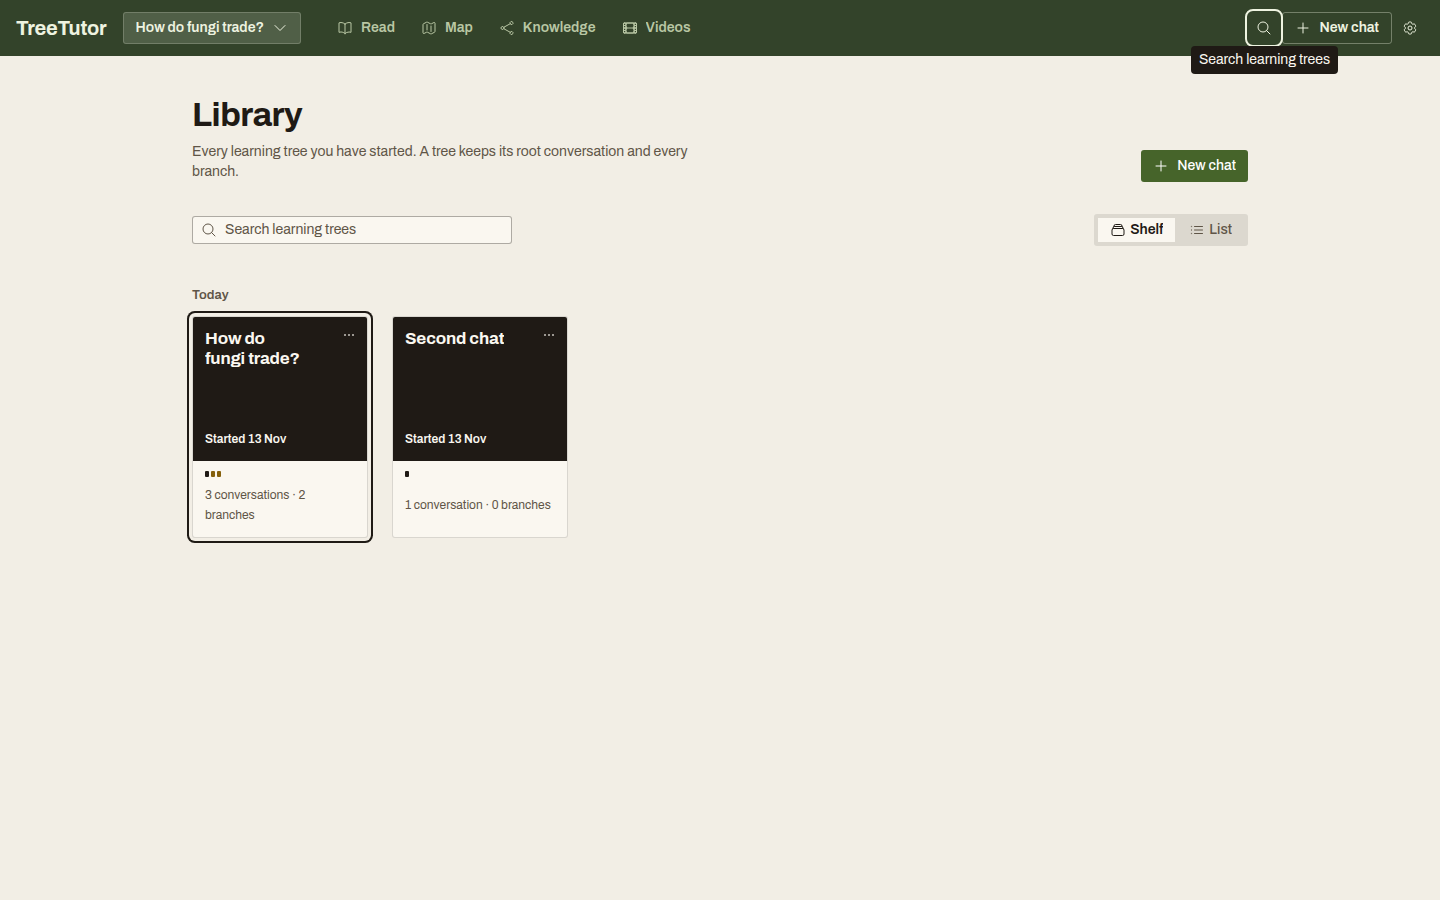 TreeTutor
How do fungi trade?
Read
Map
Knowledge
Videos
New chat
Search learning trees
Library
Every learning tree you have started. A tree keeps its root conversation and every
branch.
New chat
Search learning trees
Shelf
List
Today
How do
fungi trade?
Started 13 Nov
3 conversations · 2
branches
Second chat
Started 13 Nov
1 conversation · 0 branches